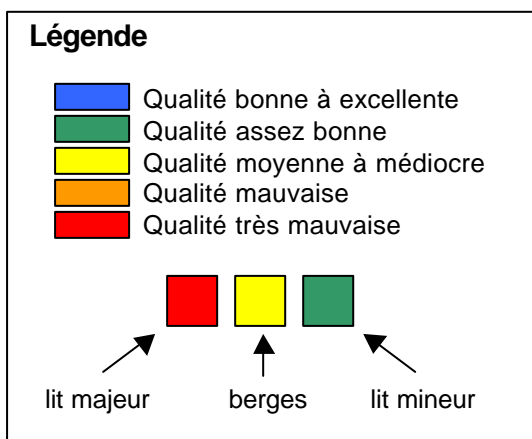 Légende
Qualité bonne à excellente
Qualité assez bonne
Qualité moyenne à médiocre
Qualité mauvaise
Qualité très mauvaise
lit majeur berges lit mineur